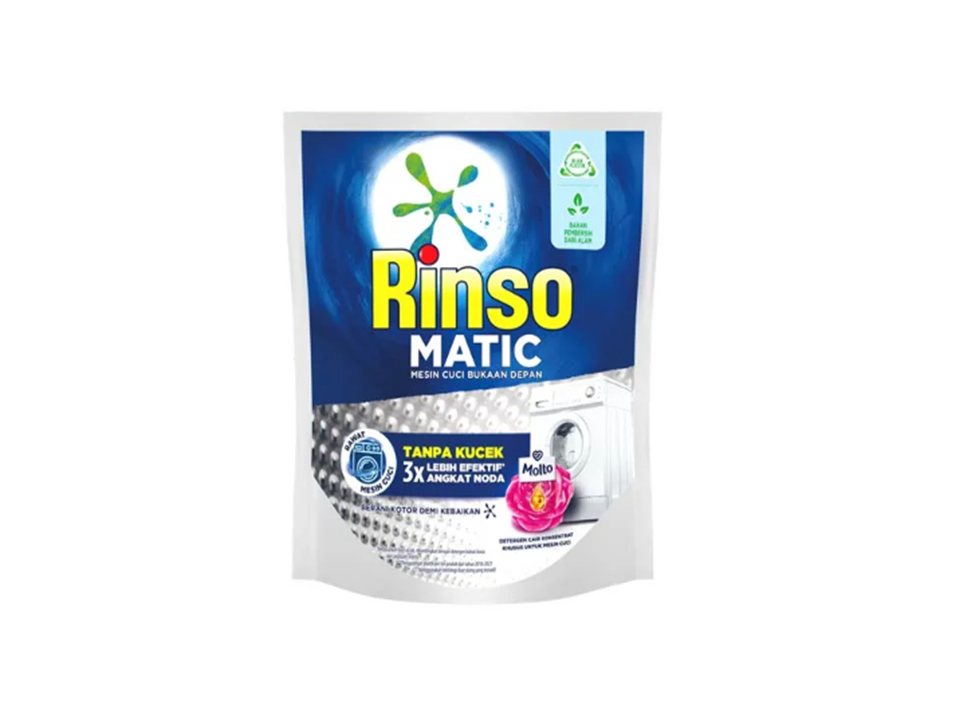 BAHAN
PEMBERSIH
DARI ALAM
Rinso
MATIC
MESIN CUCI BUKAAN DEPAN
RAWAT
MESIN CUCI
TANPA KUCEK
3x LEBIH EFEKTIF*
ANGKAT NODA
Molto
BERANI KOTOR DEMI KEBAIKAN
DETERGEN CAIR KONSENTRAT
KHUSUS UNTUK MESIN CUCI